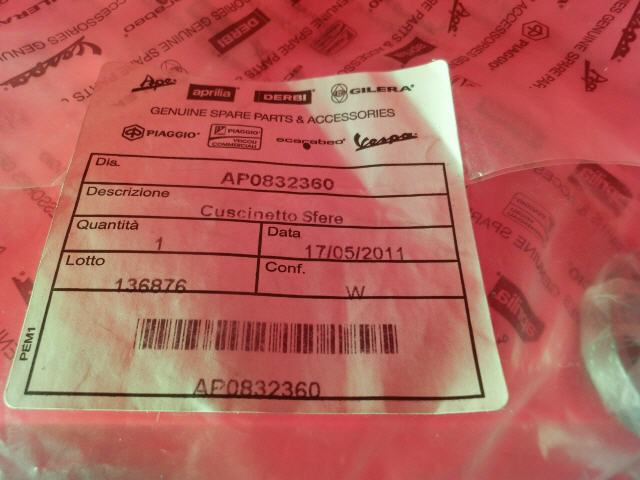 Ape
aprilia DERBI GILERA
GENUINE SPARE PARTS & ACCESSORIES
PIAGGIO PIAGGIO VEICOLI COMMERCIALI scarabeo Vespa
Dis.
AP0832360
Descrizione
Cuscinetto Sfere
Quantità
1
Data
17/05/2011
Lotto
136876
Conf.
W
AP0832360
PEM1